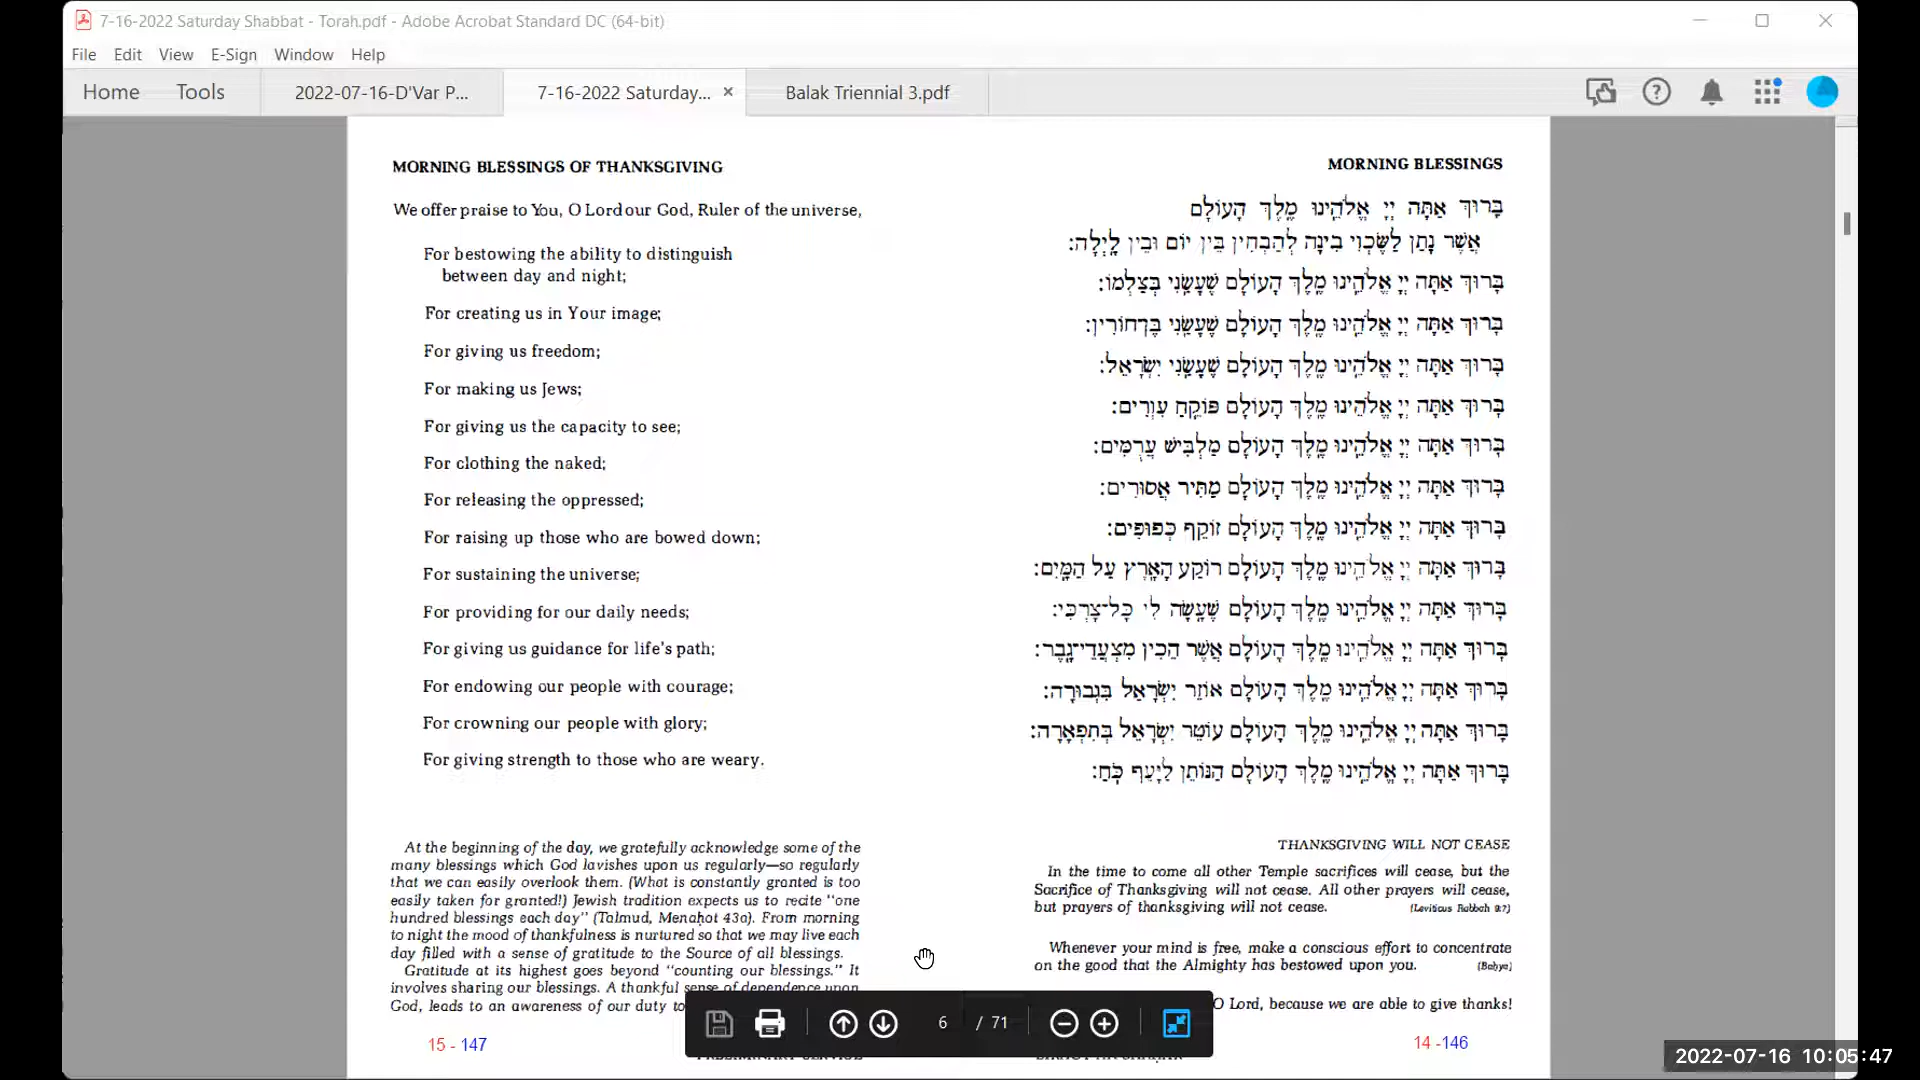 7-16-2022 Saturday Shabbat - Torah.pdf - Adobe Acrobat Standard DC (64-bit)
File Edit View E-Sign Window Help
Home Tools 2022-07-16-D'Var P... 7-16-2022 Saturday... Balak Triennial 3.pdf
MORNING BLESSINGS OF THANKSGIVING
We offer praise to You, O Lord our God, Ruler of the universe,
For bestowing the ability to distinguish
between day and night;
For creating us in Your image;
For giving us freedom;
For making us Jews;
For giving us the capacity to see;
For clothing the naked;
For releasing the oppressed;
For raising up those who are bowed down;
For sustaining the universe;
For providing for our daily needs;
For giving us guidance for life's path;
For endowing our people with courage;
For crowning our people with glory;
For giving strength to those who are weary.
At the beginning of the day, we gratefully acknowledge some of the
many blessings which God lavishes upon us regularly—so regularly
that we can easily overlook them. (What is constantly granted is too
easily taken for granted!) Jewish tradition expects us to recite "one
hundred blessings each day" (Talmud, Menaḥot 43a). From morning
to night the mood of thankfulness is nurtured so that we may live each
day filled with a sense of gratitude to the Source of all blessings.
Gratitude at its highest goes beyond "counting our blessings." It
involves sharing our blessings. A thankful sense of dependence upon
God, leads to an awareness of our duty to
15 - 147
MORNING BLESSINGS
בָּרוּךְ אַתָּה יְיָ אֱלֹהֵֽינוּ מֶֽלֶךְ הָעוֹלָם
אֲשֶׁר נָתַן לַשֶּֽׂכְוִי בִינָה לְהַבְחִין בֵּין יוֹם וּבֵין לָֽיְלָה:
בָּרוּךְ אַתָּה יְיָ אֱלֹהֵֽינוּ מֶֽלֶךְ הָעוֹלָם שֶׁעָשַֽׂנִי בְּצַלְמוֹ:
בָּרוּךְ אַתָּה יְיָ אֱלֹהֵֽינוּ מֶֽלֶךְ הָעוֹלָם שֶׁעָשַֽׂנִי בֶּן־חוֹרִין:
בָּרוּךְ אַתָּה יְיָ אֱלֹהֵֽינוּ מֶֽלֶךְ הָעוֹלָם שֶׁעָשַֽׂנִי יִשְׂרָאֵל:
בָּרוּךְ אַתָּה יְיָ אֱלֹהֵֽינוּ מֶֽלֶךְ הָעוֹלָם פּוֹקֵֽחַ עִוְרִים:
בָּרוּךְ אַתָּה יְיָ אֱלֹהֵֽינוּ מֶֽלֶךְ הָעוֹלָם מַלְבִּישׁ עֲרֻמִּים:
בָּרוּךְ אַתָּה יְיָ אֱלֹהֵֽינוּ מֶֽלֶךְ הָעוֹלָם מַתִּיר אֲסוּרִים:
בָּרוּךְ אַתָּה יְיָ אֱלֹהֵֽינוּ מֶֽלֶךְ הָעוֹלָם זוֹקֵף כְּפוּפִים:
בָּרוּךְ אַתָּה יְיָ אֱלֹהֵֽינוּ מֶֽלֶךְ הָעוֹלָם רוֹקַע הָאָֽרֶץ עַל הַמָּֽיִם:
בָּרוּךְ אַתָּה יְיָ אֱלֹהֵֽינוּ מֶֽלֶךְ הָעוֹלָם שֶׁעָֽשָׂה לִי כָּל־צָרְכִּי:
בָּרוּךְ אַתָּה יְיָ אֱלֹהֵֽינוּ מֶֽלֶךְ הָעוֹלָם אֲשֶׁר הֵכִין מִצְעֲדֵי־גָֽבֶר:
בָּרוּךְ אַתָּה יְיָ אֱלֹהֵֽינוּ מֶֽלֶךְ הָעוֹלָם אוֹזֵר יִשְׂרָאֵל בִּגְבוּרָה:
בָּרוּךְ אַתָּה יְיָ אֱלֹהֵֽינוּ מֶֽלֶךְ הָעוֹלָם עוֹטֵר יִשְׂרָאֵל בְּתִפְאָרָה:
בָּרוּךְ אַתָּה יְיָ אֱלֹהֵֽינוּ מֶֽלֶךְ הָעוֹלָם הַנּוֹתֵן לַיָּעֵף כֹּֽחַ:
THANKSGIVING WILL NOT CEASE
In the time to come all other Temple sacrifices will cease, but the
Sacrifice of Thanksgiving will not cease. All other prayers will cease,
but prayers of thanksgiving will not cease. (Leviticus Rabbah 9:7)
Whenever your mind is free, make a conscious effort to concentrate
on the good that the Almighty has bestowed upon you. (Baḥya)
O Lord, because we are able to give thanks!
14 -146
6 / 71
2022-07-16 10:05:47